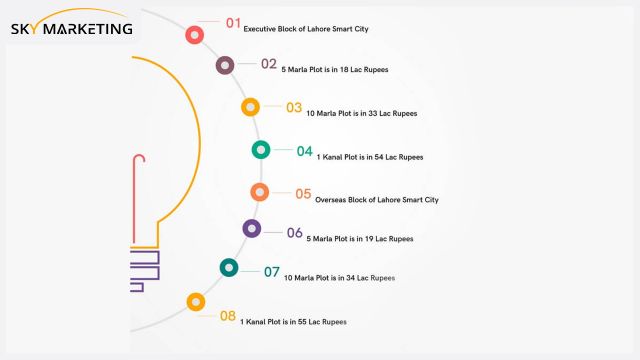 SKY MARKETING
01 Executive Block of Lahore Smart City
02 5 Marla Plot is in 18 Lac Rupees
03 10 Marla Plot is in 33 Lac Rupees
04 1 Kanal Plot is in 54 Lac Rupees
05 Overseas Block of Lahore Smart City
06 5 Marla Plot is in 19 Lac Rupees
07 10 Marla Plot is in 34 Lac Rupees
08 1 Kanal Plot is in 55 Lac Rupees